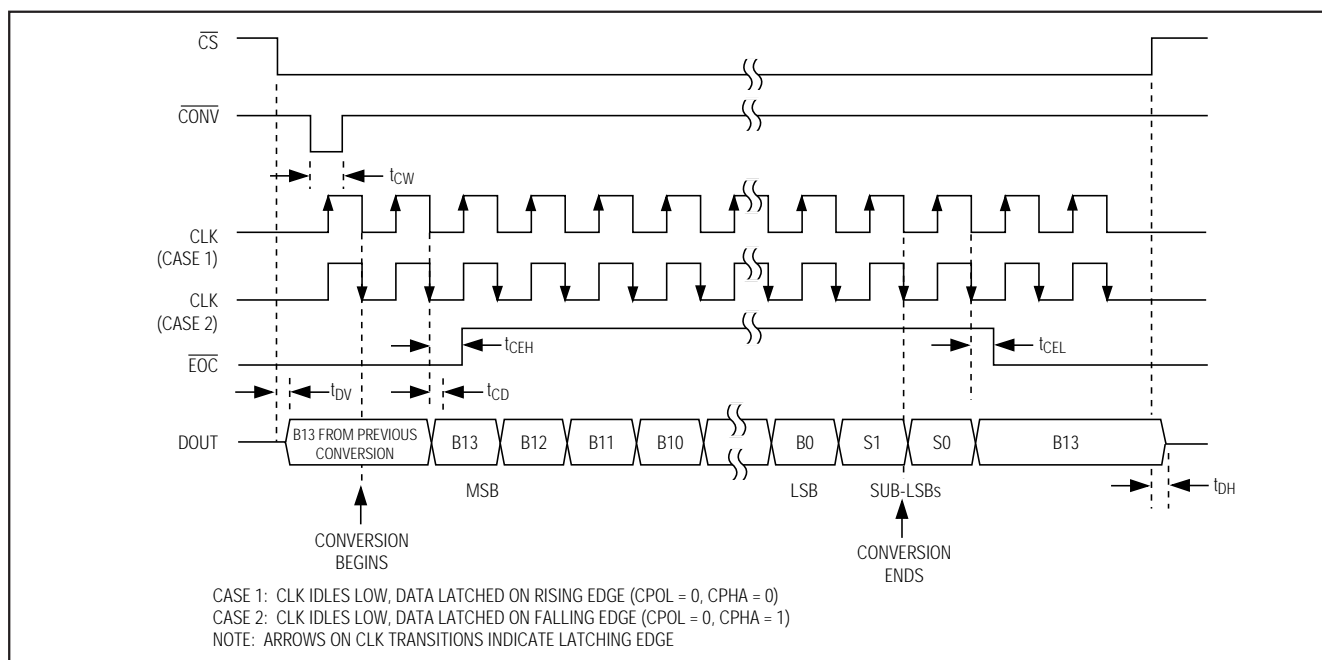 CS
CONV
tCW
CLK
(CASE 1)
CLK
(CASE 2)
tCEH
tCEL
EOC
tDV
tCD
DOUT
B13 FROM PREVIOUS
CONVERSION
B13
B12
B11
B10
B0
S1
S0
B13
MSB
LSB
SUB-LSBs
tDH
CONVERSION
BEGINS
CONVERSION
ENDS
CASE 1: CLK IDLES LOW, DATA LATCHED ON RISING EDGE (CPOL = 0, CPHA = 0)
CASE 2: CLK IDLES LOW, DATA LATCHED ON FALLING EDGE (CPOL = 0, CPHA = 1)
NOTE: ARROWS ON CLK TRANSITIONS INDICATE LATCHING EDGE